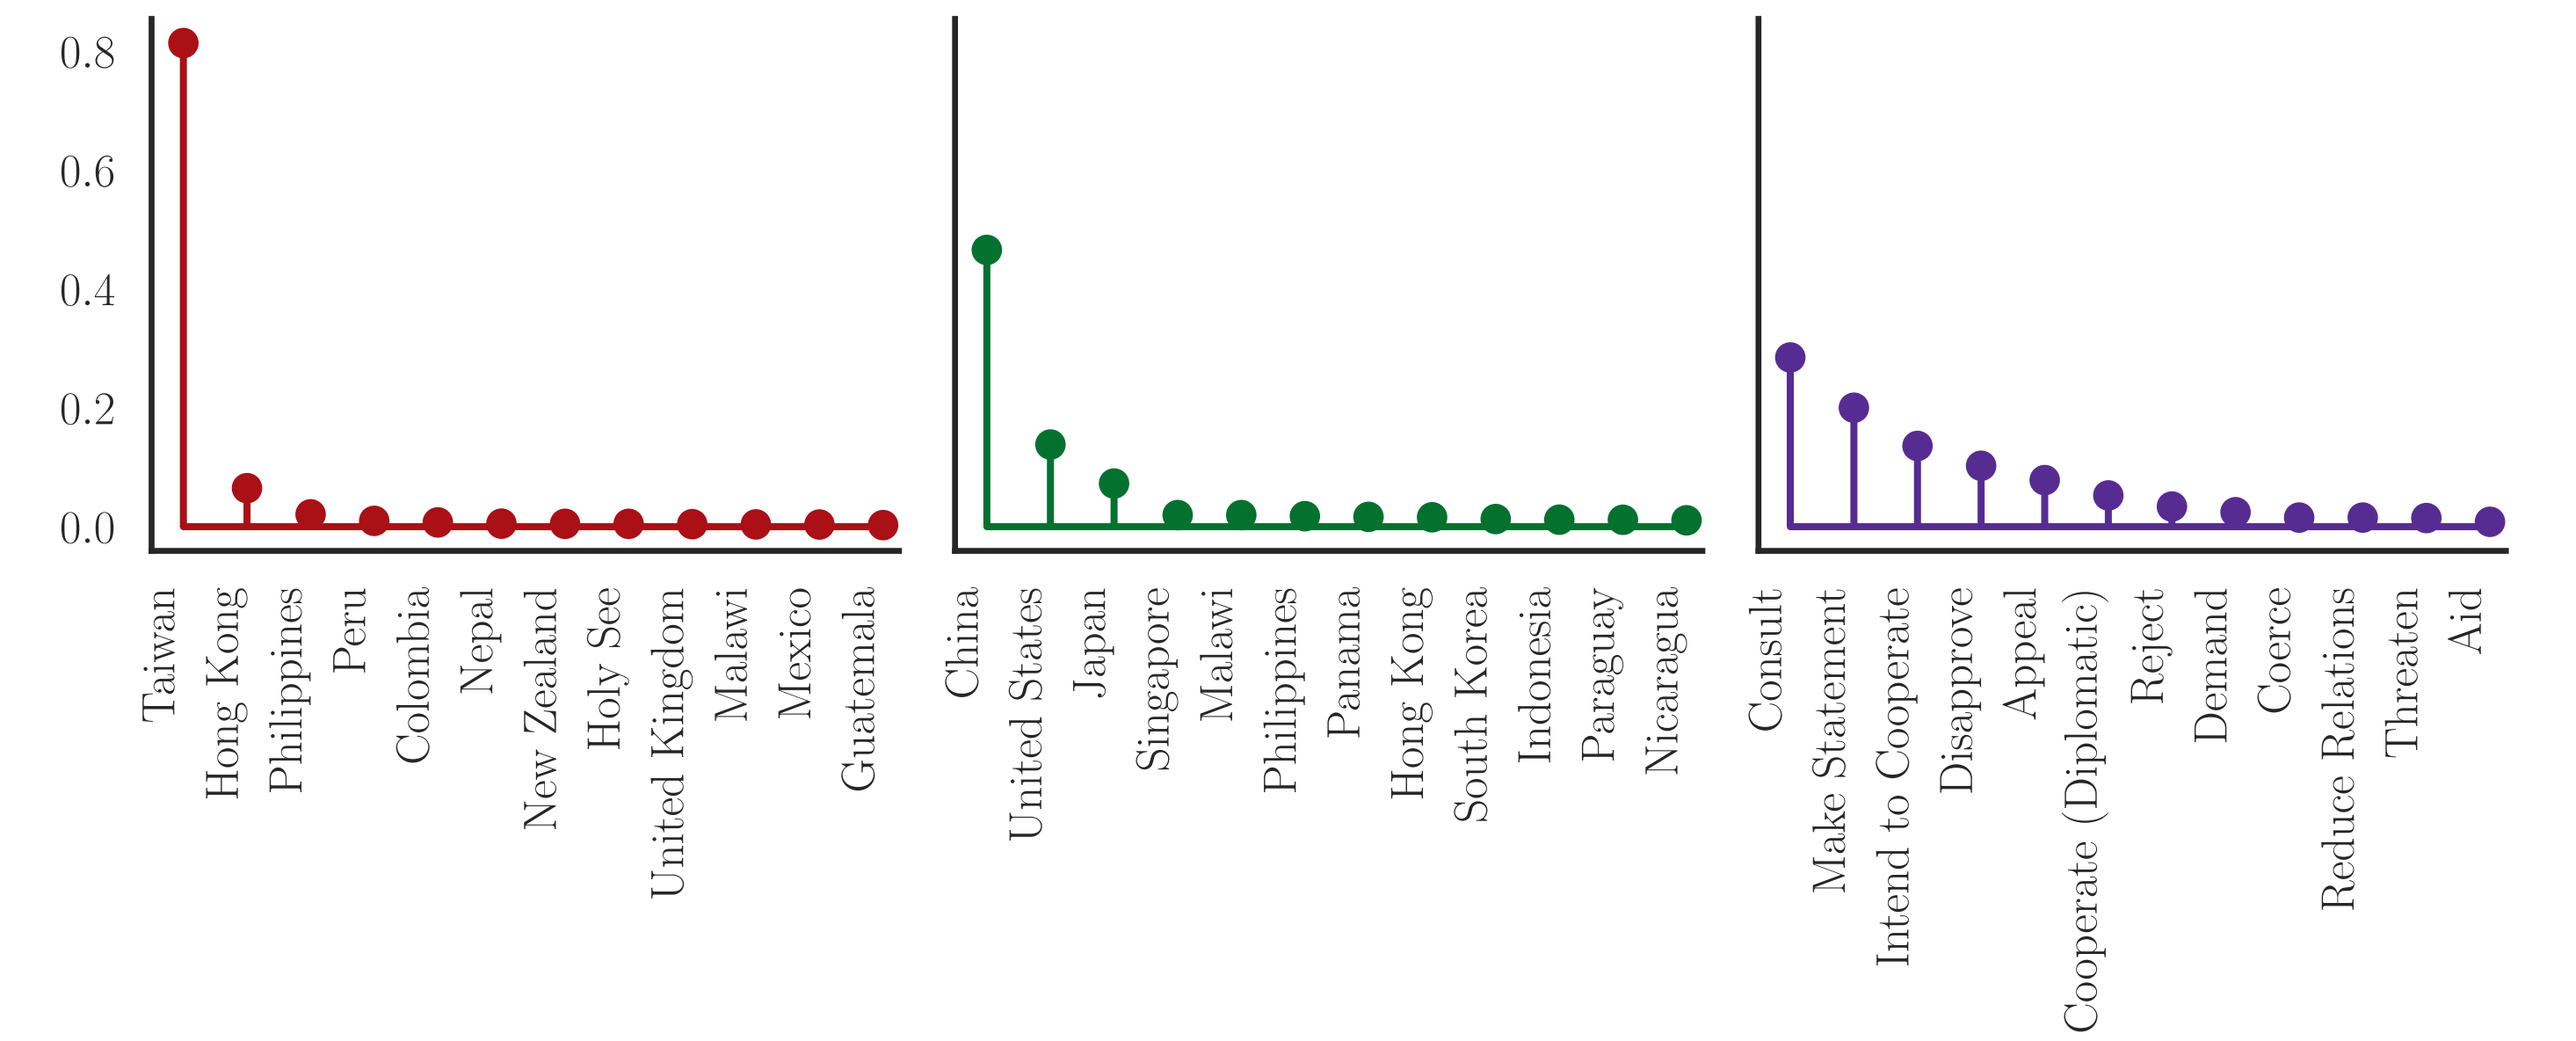 0.8
0.6
0.4
0.2
0.0
Taiwan
Hong Kong
Philippines
Peru
Colombia
Nepal
New Zealand
Holy See
United Kingdom
Malawi
Mexico
Guatemala
China
United States
Japan
Singapore
Malawi
Philippines
Panama
Hong Kong
South Korea
Indonesia
Paraguay
Nicaragua
Consult
Make Statement
Intend to Cooperate
Disapprove
Appeal
Cooperate (Diplomatic)
Reject
Demand
Coerce
Reduce Relations
Threaten
Aid